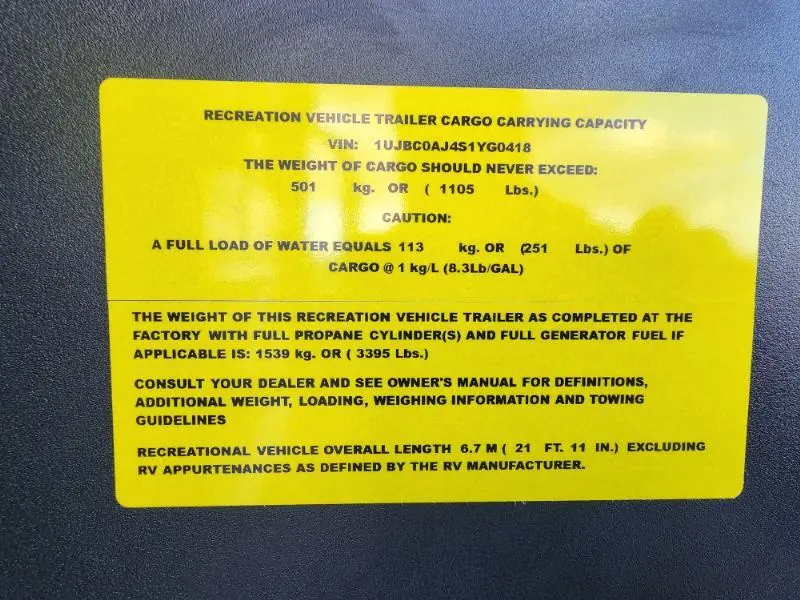 RECREATION VEHICLE TRAILER CARGO CARRYING CAPACITY
VIN: 1UJBC0AJ4S1YG0418
THE WEIGHT OF CARGO SHOULD NEVER EXCEED:
501 kg. OR ( 1105 Lbs.)
CAUTION:
A FULL LOAD OF WATER EQUALS 113 kg. OR (251 Lbs.) OF
CARGO @ 1 kg/L (8.3Lb/GAL)
THE WEIGHT OF THIS RECREATION VEHICLE TRAILER AS COMPLETED AT THE
FACTORY WITH FULL PROPANE CYLINDER(S) AND FULL GENERATOR FUEL IF
APPLICABLE IS: 1539 kg. OR ( 3395 Lbs.)
CONSULT YOUR DEALER AND SEE OWNER'S MANUAL FOR DEFINITIONS,
ADDITIONAL WEIGHT, LOADING, WEIGHING INFORMATION AND TOWING
GUIDELINES
RECREATIONAL VEHICLE OVERALL LENGTH 6.7 M ( 21 FT. 11 IN.) EXCLUDING
RV APPURTENANCES AS DEFINED BY THE RV MANUFACTURER.